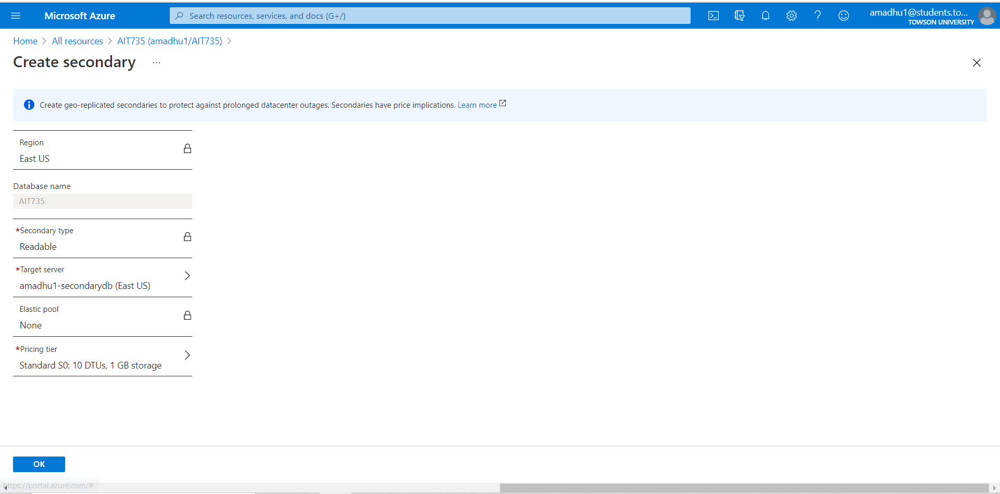 Microsoft Azure
Search resources, services, and docs (G+/)
amadhu1@students.to...
TOWSON UNIVERSITY
Home > All resources > AIT735 (amadhu1/AIT735) >
Create secondary ...
Create geo-replicated secondaries to protect against prolonged datacenter outages. Secondaries have price implications. Learn more
Region
East US
Database name
AIT735
*Secondary type
Readable
*Target server
amadhu1-secondarydb (East US)
Elastic pool
None
*Pricing tier
Standard S0: 10 DTUs, 1 GB storage
OK
https://portal.azure.com/#